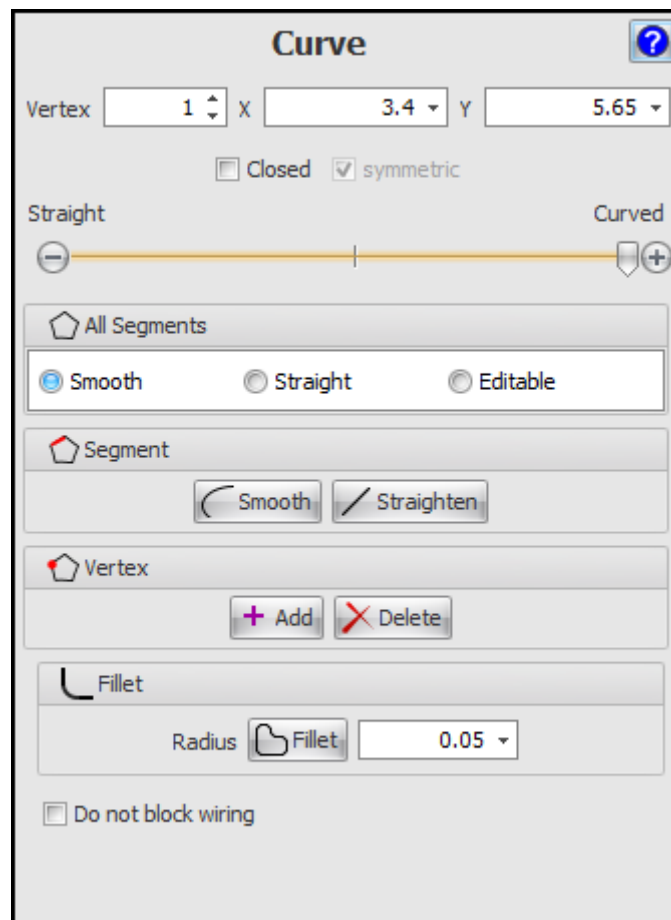 Curve ?
Vertex 1 X 3.4 Y 5.65
Closed symmetric
Straight Curved
All Segments
Smooth Straight Editable
Segment
Smooth Straighten
Vertex
Add Delete
Fillet
Radius Fillet 0.05
Do not block wiring